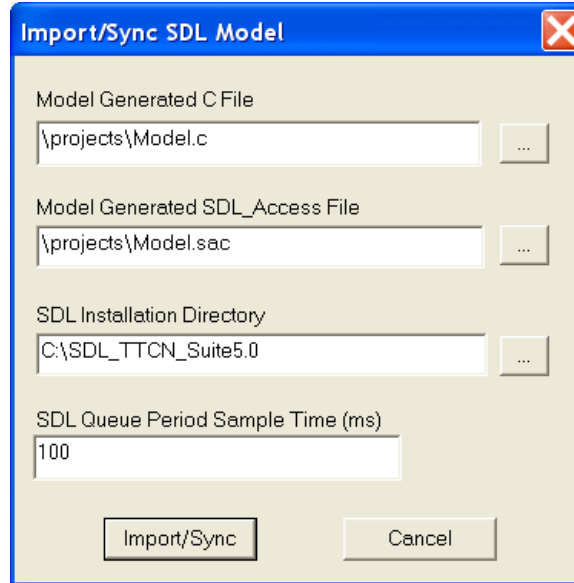 Import/Sync SDL Model
Model Generated C File
\projects\Model.c
...
Model Generated SDL_Access File
\projects\Model.sac
...
SDL Installation Directory
C:\SDL_TTCN_Suite5.0
...
SDL Queue Period Sample Time (ms)
100
Import/Sync Cancel